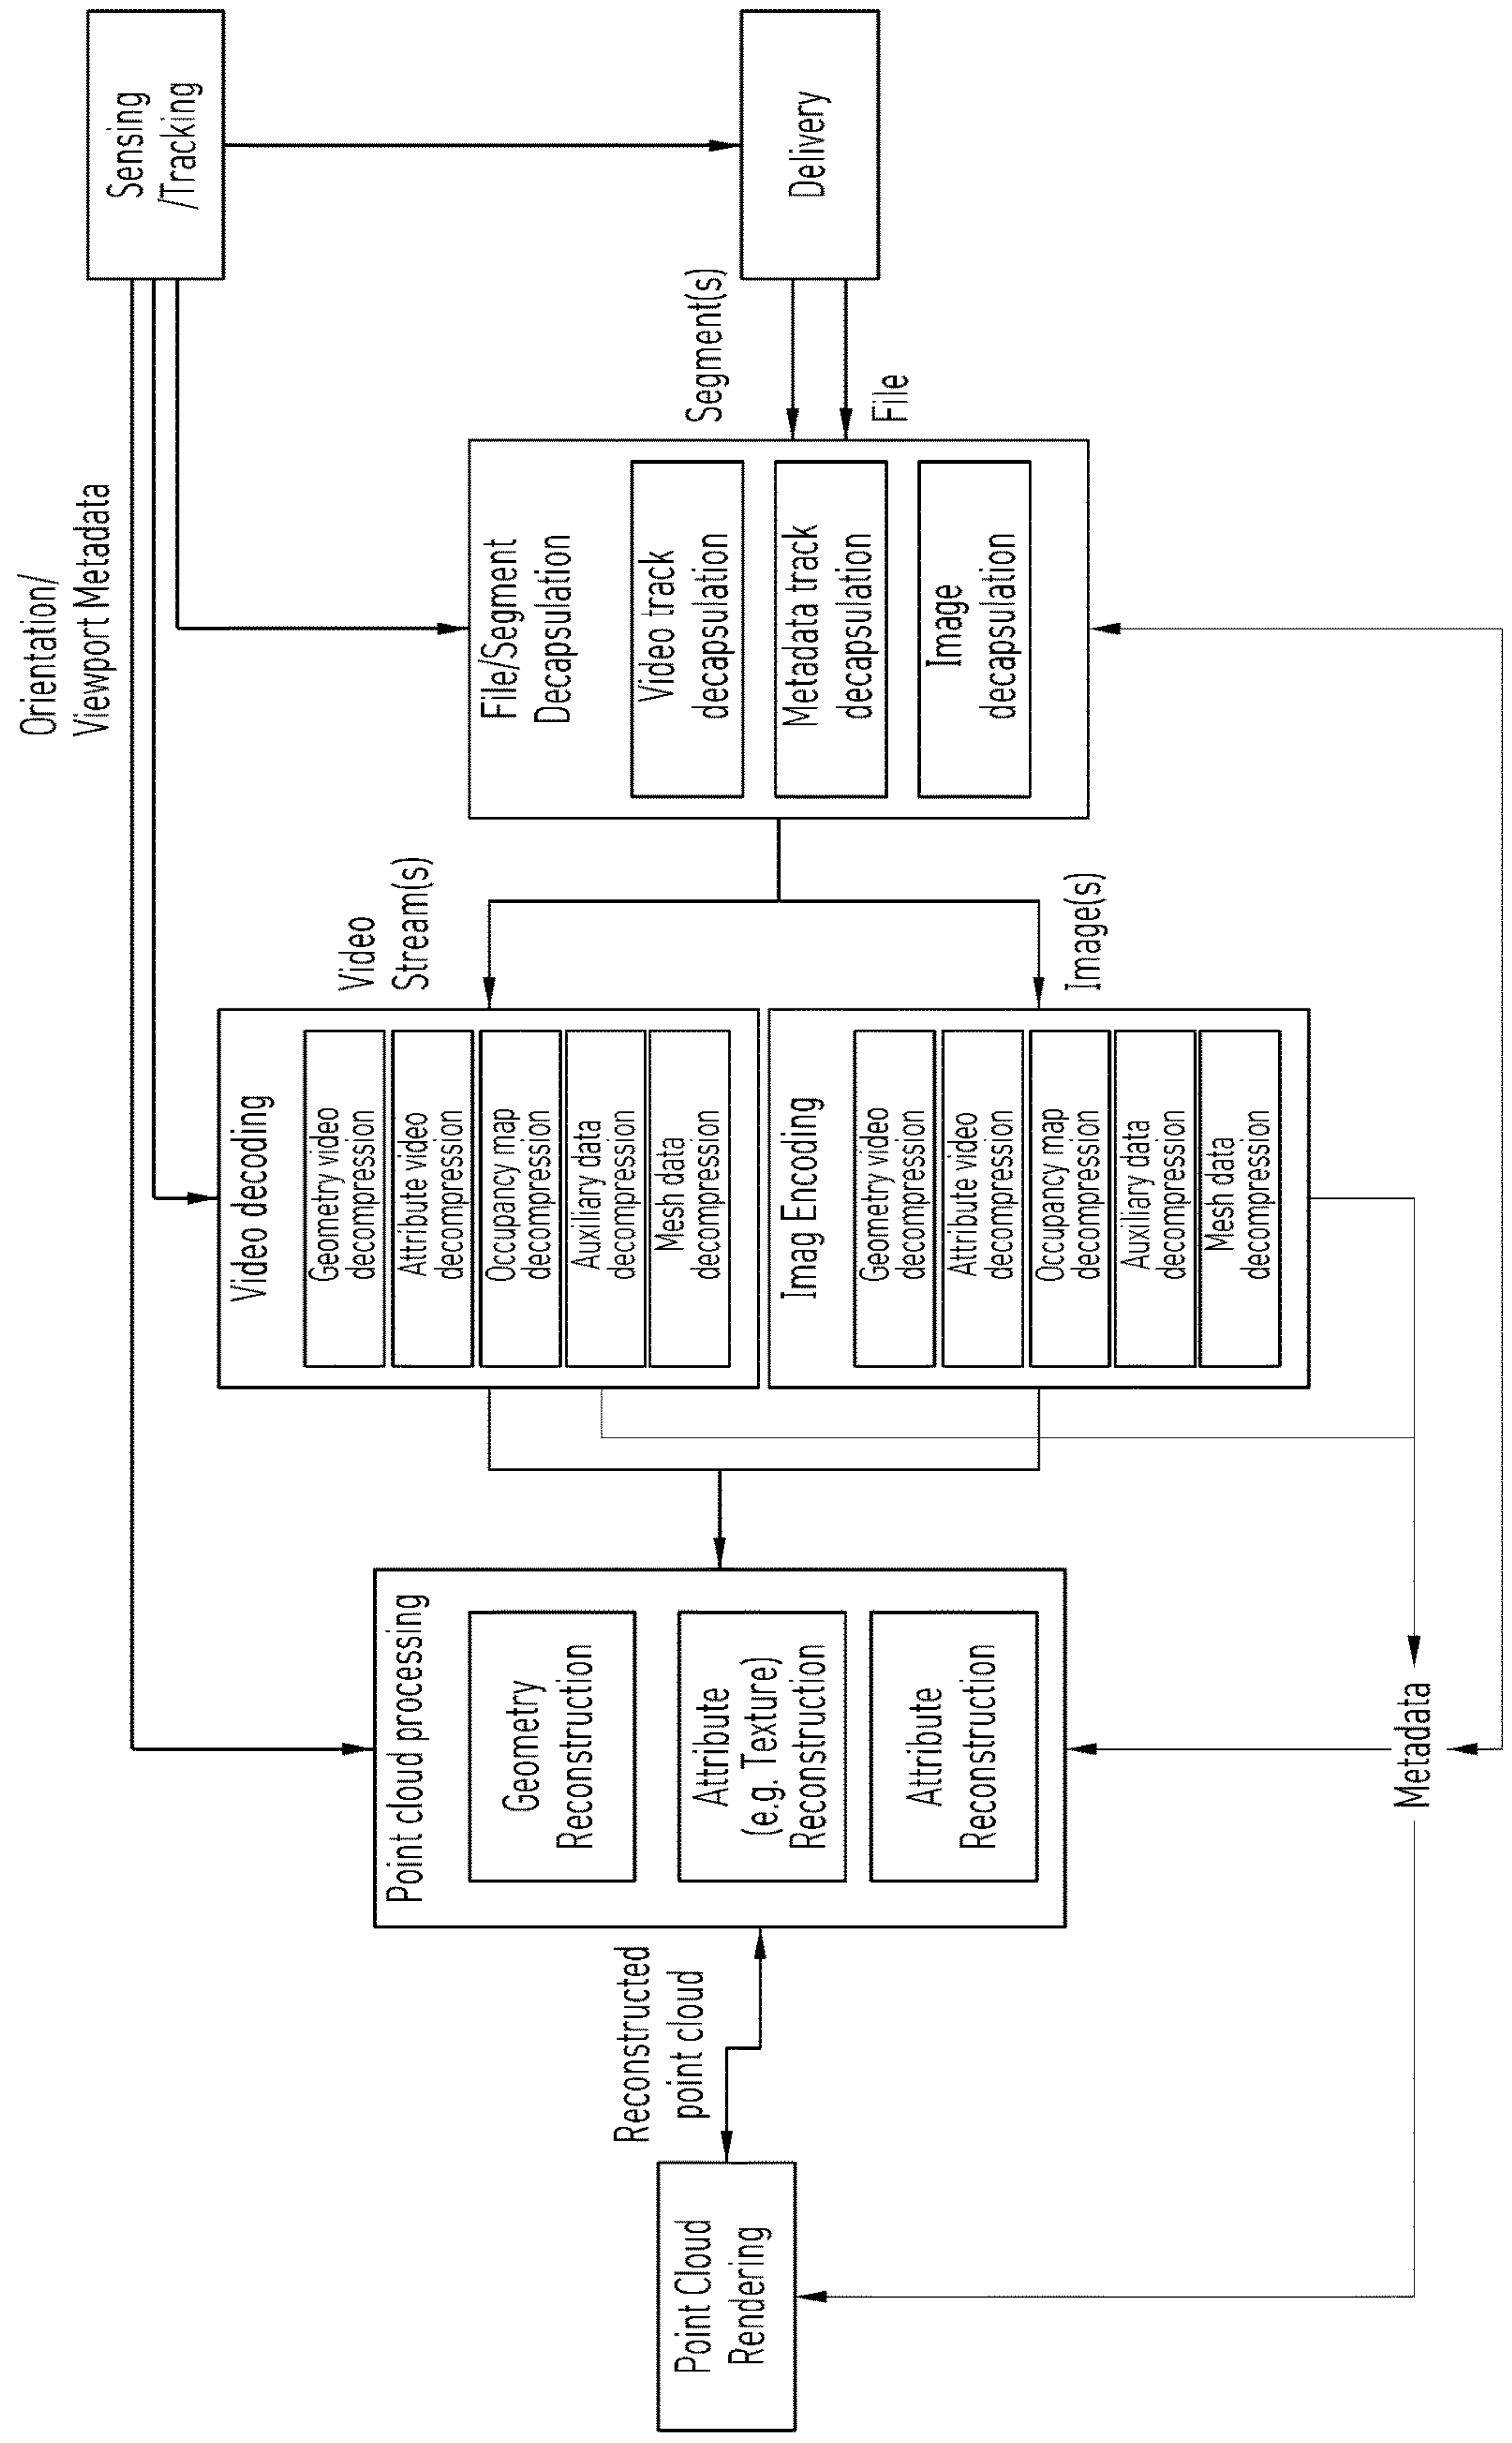 Point Cloud
Rendering
Reconstructed
point cloud
Point cloud processing
Geometry
Reconstruction
Attribute
(e.g. Texture)
Reconstruction
Attribute
Reconstruction
Metadata
Video decoding
Geometry video
decompression
Attribute video
decompression
Occupancy map
decompression
Auxiliary data
decompression
Mesh data
decompression
Imag Encoding
Geometry video
decompression
Attribute video
decompression
Occupancy map
decompression
Auxiliary data
decompression
Mesh data
decompression
Video
Stream(s)
Image(s)
Orientation/
Viewport Metadata
File/Segment
Decapsulation
Video track
decapsulation
Metadata track
decapsulation
Image
decapsulation
Segment(s)
File
Sensing
/Tracking
Delivery